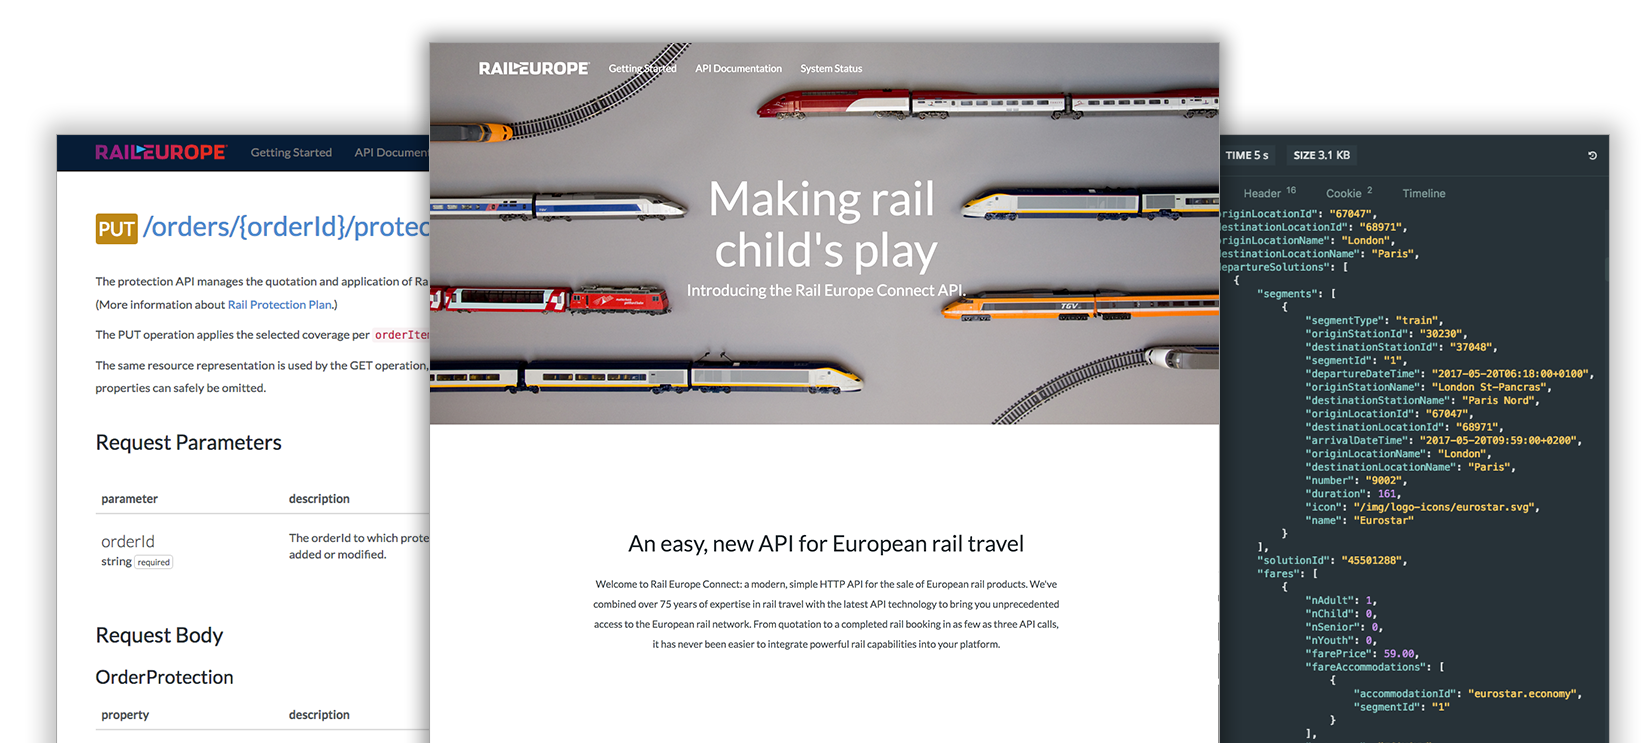 RAILEUROPE Getting Started API Documentation System Status
Making rail
child's play
Introducing the Rail Europe Connect API.
TGV
An easy, new API for European rail travel
Welcome to Rail Europe Connect: a modern, simple HTTP API for the sale of European rail products. We've
combined over 75 years of expertise in rail travel with the latest API technology to bring you unprecedented
access to the European rail network. From quotation to a completed rail booking in as few as three API calls,
it has never been easier to integrate powerful rail capabilities into your platform.
RAILEUROPE Getting Started API Documen
PUT /orders/{orderId}/protec
The protection API manages the quotation and application of Ra
(More information about Rail Protection Plan.)
The PUT operation applies the selected coverage per orderIte
The same resource representation is used by the GET operation,
properties can safely be omitted.
Request Parameters
parameter description
orderId
string required
The orderId to which prote
added or modified.
Request Body
OrderProtection
property description
TIME 5 s SIZE 3.1 KB
Header 16 Cookie 2 Timeline
originLocationId": "67047",
destinationLocationId": "68971",
originLocationName": "London",
destinationLocationName": "Paris",
departureSolutions": [
{
"segments": [
{
"segmentType": "train",
"originStationId": "30230",
"destinationStationId": "37048",
"segmentId": "1",
"departureDateTime": "2017-05-20T06:18:00+0100",
"originStationName": "London St-Pancras",
"destinationStationName": "Paris Nord",
"originLocationId": "67047",
"destinationLocationId": "68971",
"arrivalDateTime": "2017-05-20T09:59:00+0200",
"originLocationName": "London",
"destinationLocationName": "Paris",
"number": "9002",
"duration": 161,
"icon": "/img/logo-icons/eurostar.svg",
"name": "Eurostar"
}
],
"solutionId": "45501288",
"fares": [
{
"nAdult": 1,
"nChild": 0,
"nSenior": 0,
"nYouth": 0,
"farePrice": 59.00,
"fareAccommodations": [
{
"accommodationId": "eurostar.economy",
"segmentId": "1"
}
],